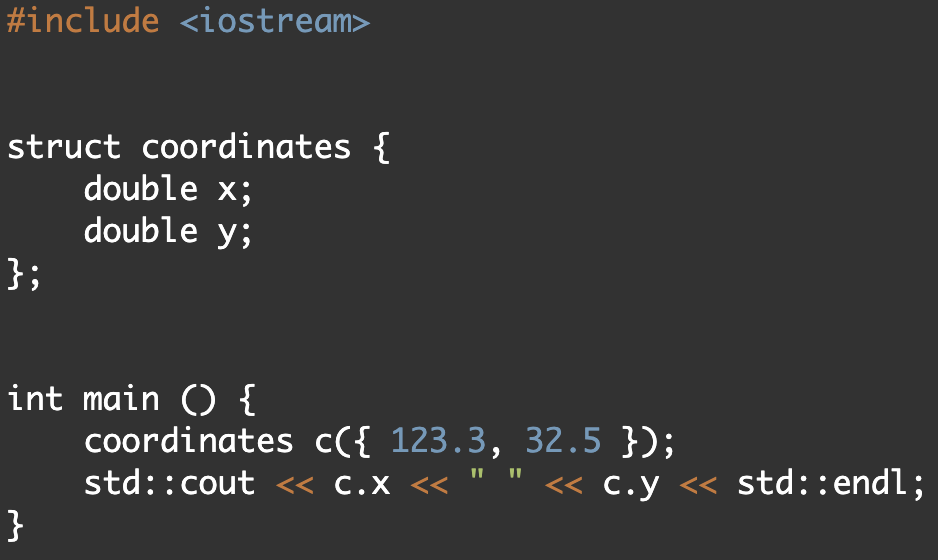 #include <iostream>
struct coordinates {
    double x;
    double y;
};
int main () {
    coordinates c({ 123.3, 32.5 });
    std::cout << c.x << " " << c.y << std::endl;
}